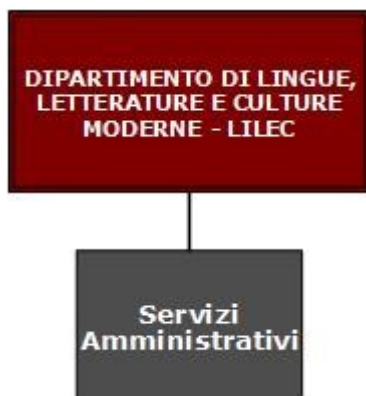 DIPARTIMENTO DI LINGUE,
LETTERATURE E CULTURE
MODERNE - LILEC
Servizi
Amministrativi